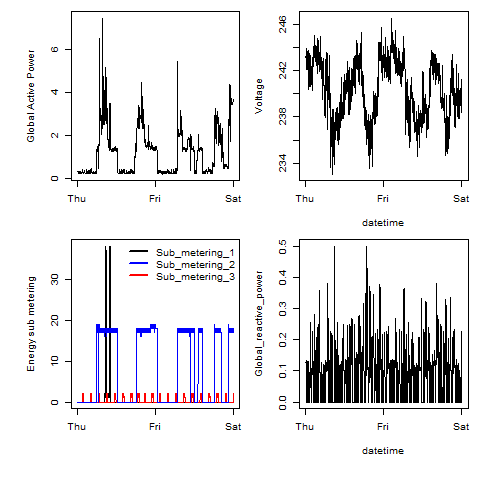 Global Active Power
0 2 4 6
Thu Fri Sat
Voltage
234 238 242 246
Thu Fri Sat
datetime
Energy sub metering
0 10 20 30
Sub_metering_1
Sub_metering_2
Sub_metering_3
Thu Fri Sat
Global_reactive_power
0.0 0.1 0.2 0.3 0.4 0.5
Thu Fri Sat
datetime